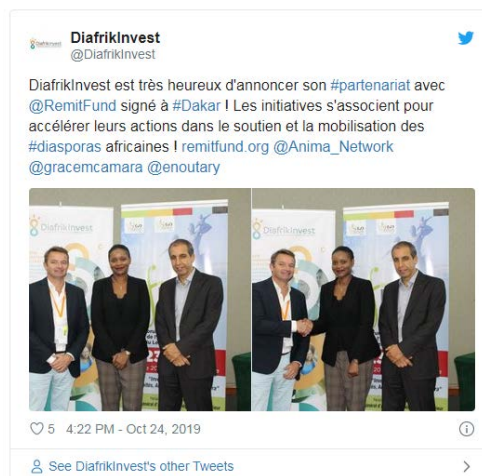 DiafrikInvest
@DiafrikInvest
DiafrikInvest est très heureux d'annoncer son #partenariat avec
@RemitFund signé à #Dakar ! Les initiatives s'associent pour
accélérer leurs actions dans le soutien et la mobilisation des
#diasporas africaines ! remitfund.org @Anima_Network
@gracemcamara @enoutary
DiafrikInvest
DiafrikInvest
5 4:22 PM - Oct 24, 2019
See DiafrikInvest's other Tweets